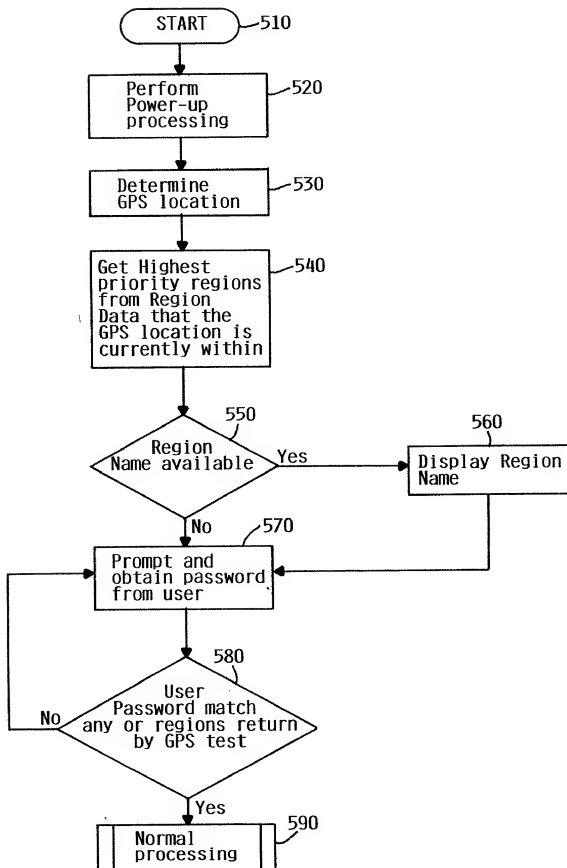 START
510
Perform
Power-up
processing
520
Determine
GPS location
530
Get Highest
priority regions
from Region
Data that the
GPS location is
currently within
540
550
Region
Name available
Yes
560
Display Region
Name
No
570
Prompt and
obtain password
from user
580
User
Password match
any or regions return
by GPS test
No
Yes
Normal
processing
590